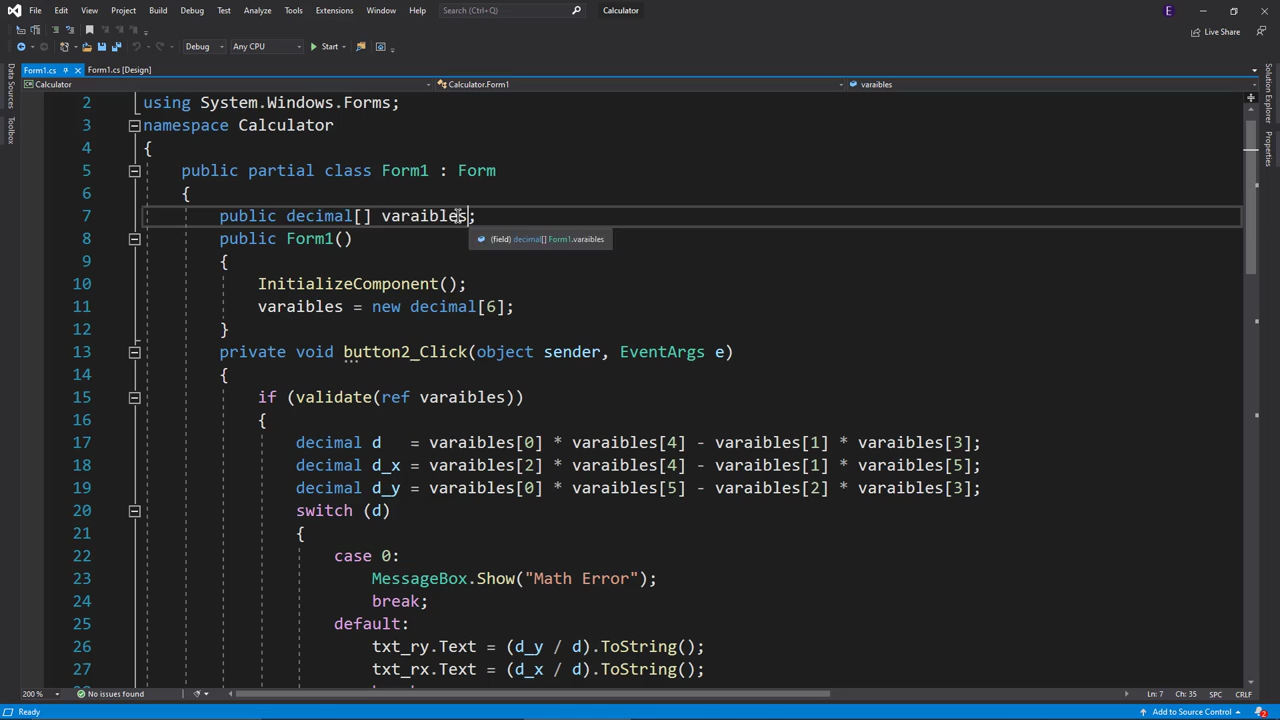 File Edit View Project Build Debug Test Analyze Tools Extensions Window Help Search (Ctrl+Q) Calculator E
Live Share
Debug Any CPU Start
Form1.cs Form1.cs [Design]
Calculator Calculator.Form1 varaibles
Data Sources
Toolbox
Solution Explorer
Properties
2 using System.Windows.Forms;
3 namespace Calculator
4 {
5 public partial class Form1 : Form
6 {
7 public decimal[] varaibles;
8 public Form1()
(field) decimal[] Form1.varaibles
9 {
10 InitializeComponent();
11 varaibles = new decimal[6];
12 }
13 private void button2_Click(object sender, EventArgs e)
14 {
15 if (validate(ref varaibles))
16 {
17 decimal d = varaibles[0] * varaibles[4] - varaibles[1] * varaibles[3];
18 decimal d_x = varaibles[2] * varaibles[4] - varaibles[1] * varaibles[5];
19 decimal d_y = varaibles[0] * varaibles[5] - varaibles[2] * varaibles[3];
20 switch (d)
21 {
22 case 0:
23 MessageBox.Show("Math Error");
24 break;
25 default:
26 txt_ry.Text = (d_y / d).ToString();
27 txt_rx.Text = (d_x / d).ToString();
200 % No issues found Ln: 7 Ch: 35 SPC CRLF
Ready Add to Source Control 2